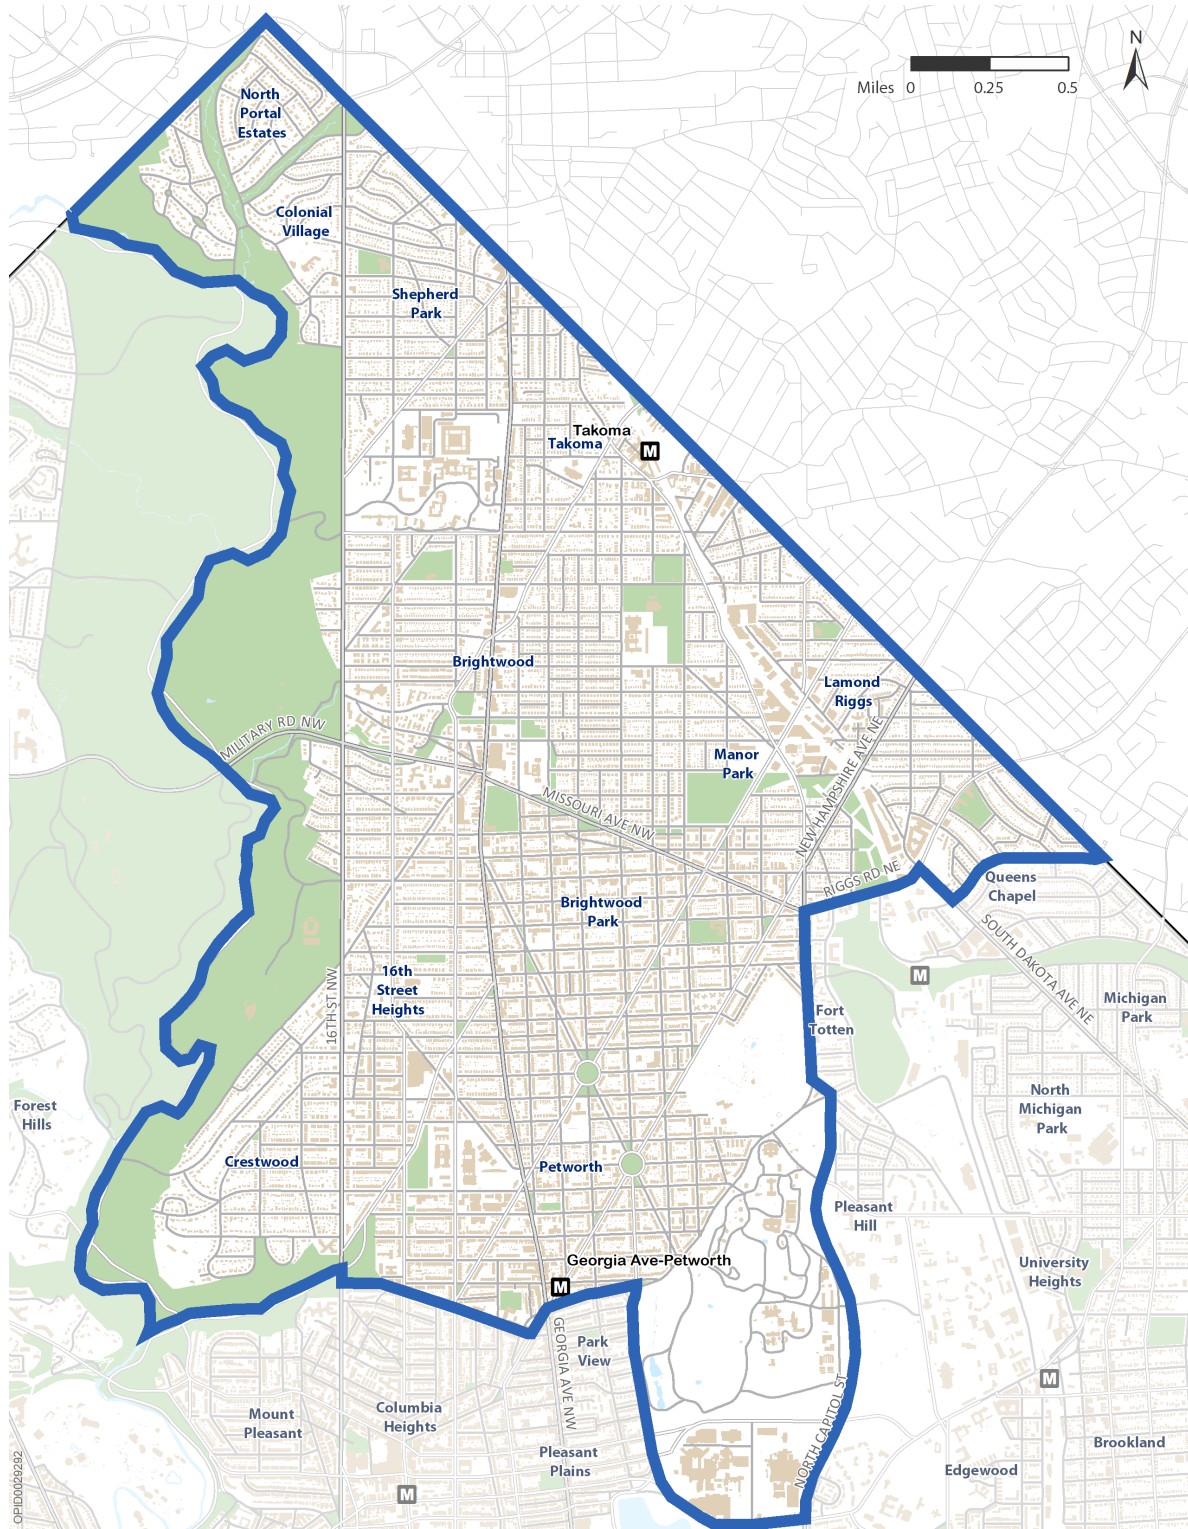 N
Miles 0 0.25 0.5
North
Portal
Estates
Colonial
Village
Shepherd
Park
Takoma
Takoma
M
Brightwood
Lamond
Riggs
MILITARY RD NW
Manor
Park
NEW HAMPSHIRE AVE NE
MISSOURI AVE NW
RIGGS RD NE
Queens
Chapel
Brightwood
Park
SOUTH DAKOTA AVE NE
M
16th
Street
Heights
16TH ST NW
Michigan
Park
Fort
Totten
Forest
Hills
North
Michigan
Park
Crestwood
Petworth
Pleasant
Hill
Georgia Ave-Petworth
M
University
Heights
Park
View
GEORGIA AVE NW
M
NORTH CAPITOL ST
Mount
Pleasant
Columbia
Heights
Pleasant
Plains
Brookland
Edgewood
M
OPID0029292